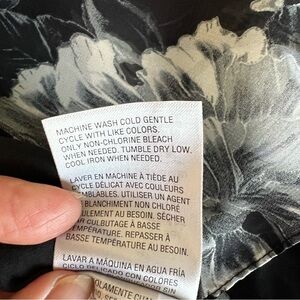 MACHINE WASH COLD GENTLE
CYCLE WITH LIKE COLORS.
ONLY NON-CHLORINE BLEACH
WHEN NEEDED. TUMBLE DRY LOW.
COOL IRON WHEN NEEDED.
LAVER EN MACHINE À TIÈDE AU
CYCLE DÉLICAT AVEC COULEURS
SEMBLABLES. UTILISER UN AGENT
BLANCHIMENT NON CHLORÉ
SEULEMENT AU BESOIN. SÉCHER
CULBUTAGE À BASSE
TEMPÉRATURE. REPASSER À
BASSE TEMPÉRATURE AU BESOIN.
LAVAR A MÁQUINA EN AGUA FRÍA
CICLO DELICADO CON COLORES